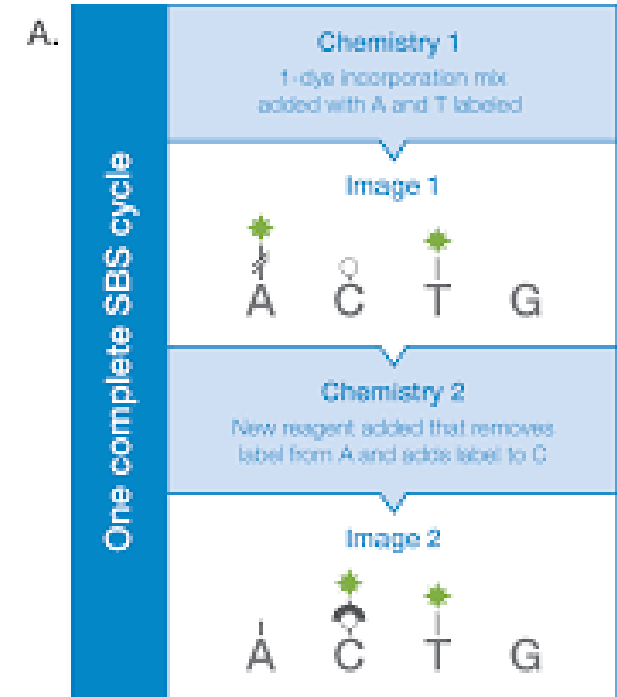 A.
One complete SBS cycle
Chemistry 1
1-dye incorporation mix
added with A and T labeled
Image 1
A C T G
Chemistry 2
New reagent added that removes
label from A and adds label to C
Image 2
A C T G